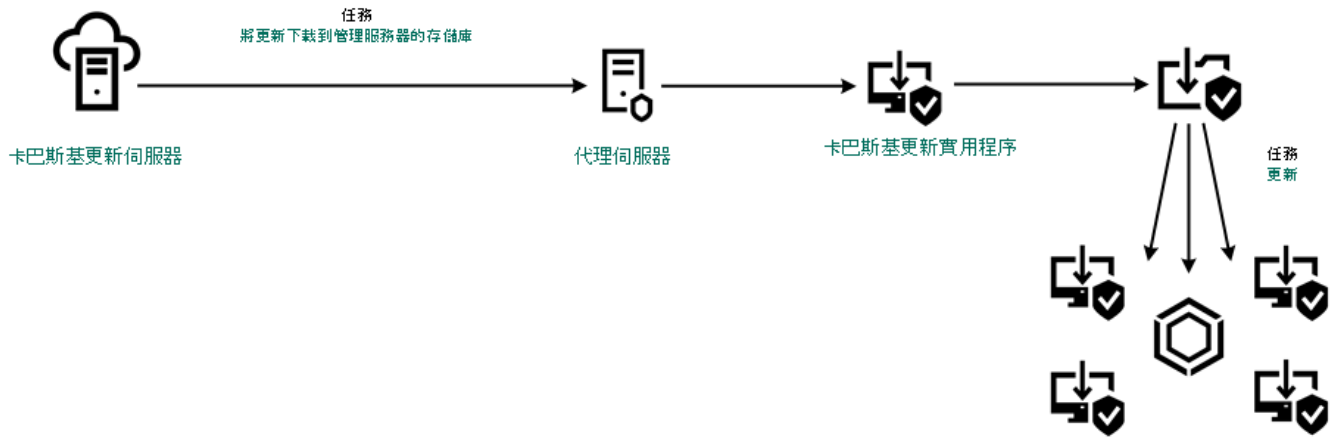 任務
將更新下載到管理服務器的存儲庫
卡巴斯基更新伺服器
代理伺服器
卡巴斯基更新實用程序
任務
更新